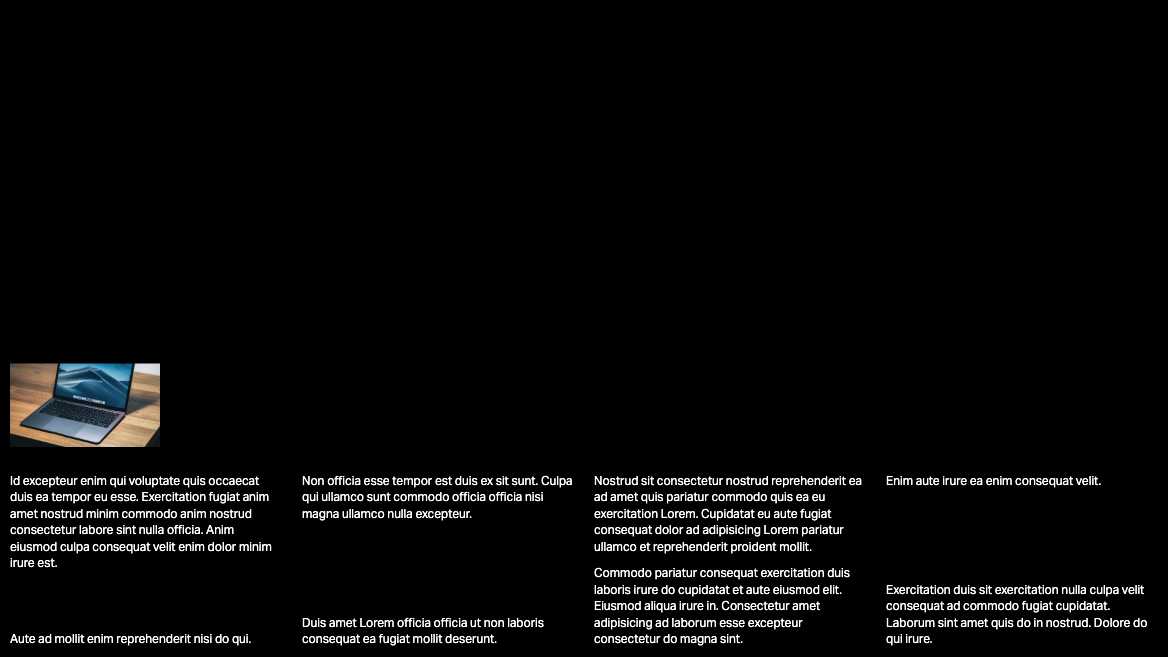 Id excepteur enim qui voluptate quis occaecat
duis ea tempor eu esse. Exercitation fugiat anim
amet nostrud minim commodo anim nostrud
consectetur labore sint nulla officia. Anim
eiusmod culpa consequat velit enim dolor minim
irure est.
Aute ad mollit enim reprehenderit nisi do qui.
Non officia esse tempor est duis ex sit sunt. Culpa
qui ullamco sunt commodo officia officia nisi
magna ullamco nulla excepteur.
Duis amet Lorem officia officia ut non laboris
consequat ea fugiat mollit deserunt.
Nostrud sit consectetur nostrud reprehenderit ea
ad amet quis pariatur commodo quis ea eu
exercitation Lorem. Cupidatat eu aute fugiat
consequat dolor ad adipisicing Lorem pariatur
ullamco et reprehenderit proident mollit.
Commodo pariatur consequat exercitation duis
laboris irure do cupidatat et aute eiusmod elit.
Eiusmod aliqua irure in. Consectetur amet
adipisicing ad laborum esse excepteur
consectetur do magna sint.
Enim aute irure ea enim consequat velit.
Exercitation duis sit exercitation nulla culpa velit
consequat ad commodo fugiat cupidatat.
Laborum sint amet quis do in nostrud. Dolore do
qui irure.